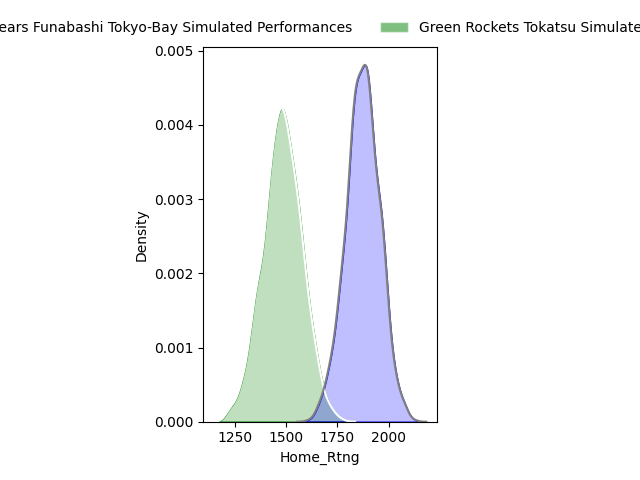 ears Funabashi Tokyo-Bay Simulated Performances
Green Rockets Tokatsu Simulate
0.005
0.004
0.003
0.002
0.001
0.000
Density
1250 1500 1750 2000
Home_Rtng